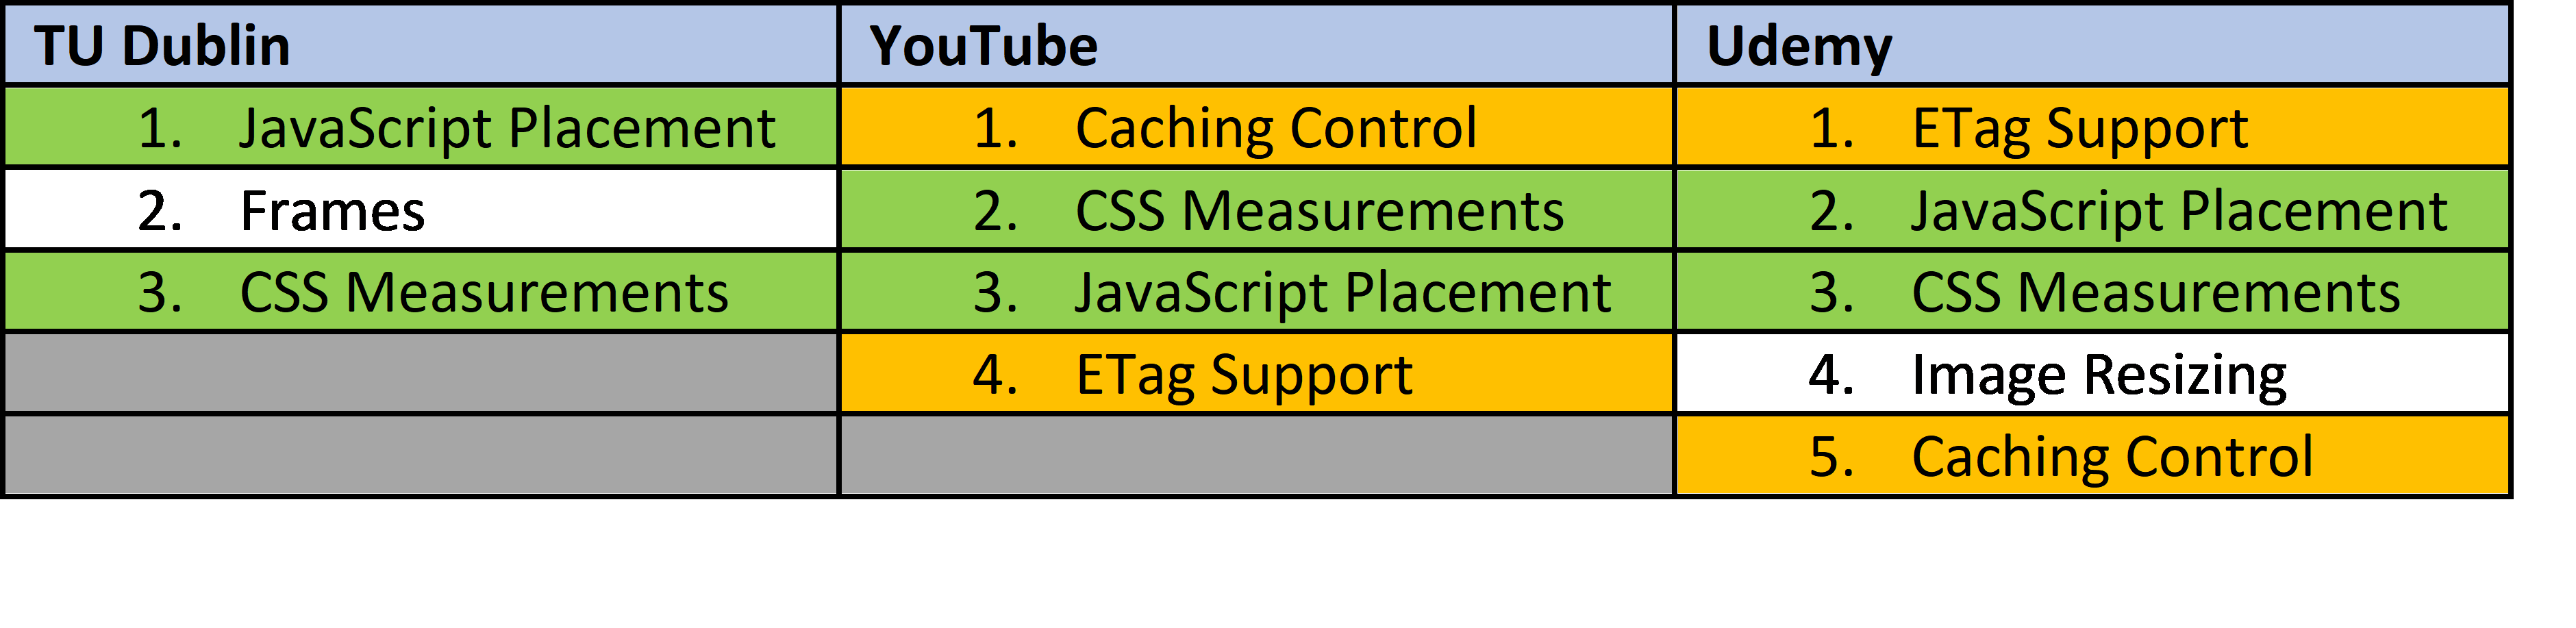 TU Dublin YouTube Udemy
1. JavaScript Placement 1. Caching Control 1. ETag Support
2. Frames 2. CSS Measurements 2. JavaScript Placement
3. CSS Measurements 3. JavaScript Placement 3. CSS Measurements
4. ETag Support 4. Image Resizing
5. Caching Control